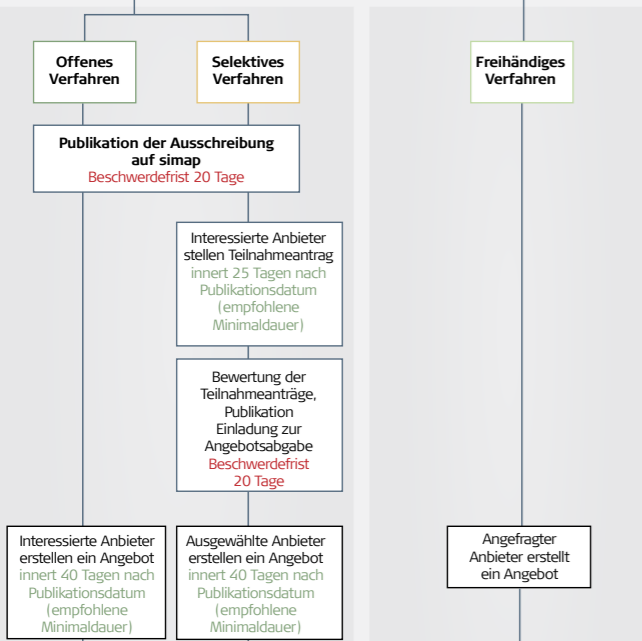 Offenes
Verfahren
Selektives
Verfahren
Freihändiges
Verfahren
Publikation der Ausschreibung
auf simap
Beschwerdefrist 20 Tage
Interessierte Anbieter
stellen Teilnahmeantrag
innert 25 Tagen nach
Publikationsdatum
(empfohlene
Minimaldauer)
Bewertung der
Teilnahmeanträge,
Publikation
Einladung zur
Angebotsabgabe
Beschwerdefrist
20 Tage
Interessierte Anbieter
erstellen ein Angebot
innert 40 Tagen nach
Publikationsdatum
(empfohlene
Minimaldauer)
Ausgewählte Anbieter
erstellen ein Angebot
innert 40 Tagen nach
Publikationsdatum
(empfohlene
Minimaldauer)
Angefragter
Anbieter erstellt
ein Angebot